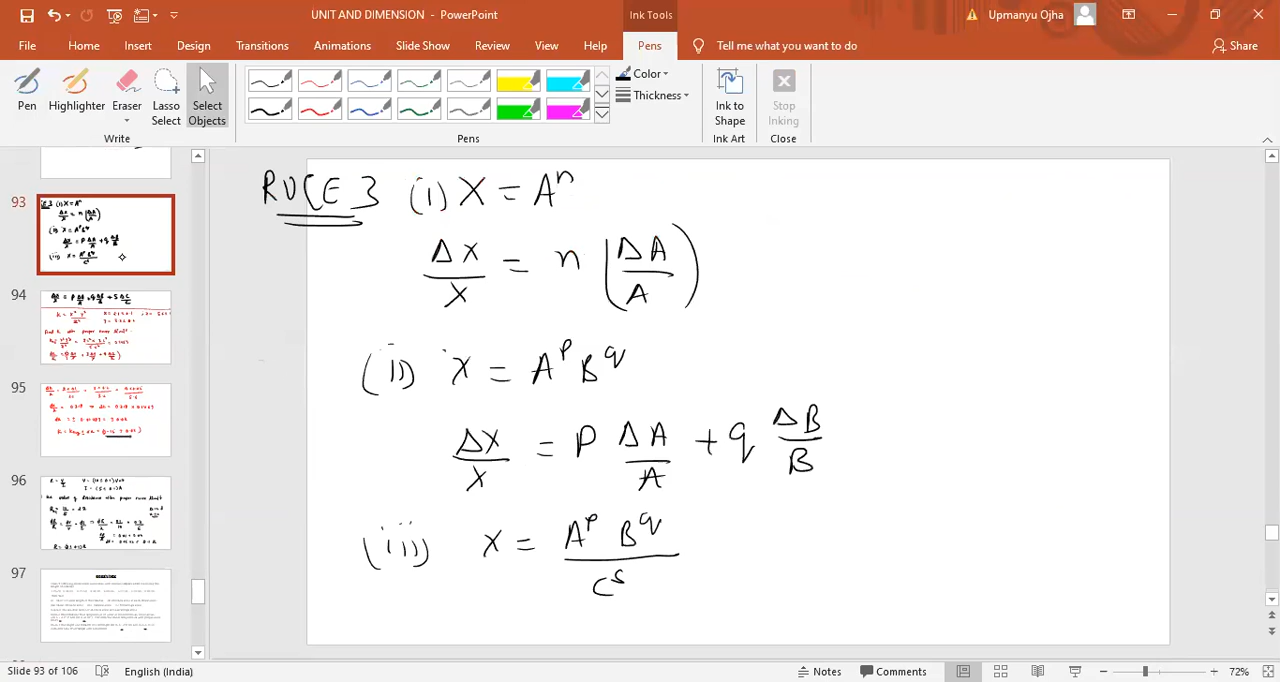 UNIT AND DIMENSION - PowerPoint
Ink Tools
Upmanyu Ojha
File Home Insert Design Transitions Animations Slide Show Review View Help Pens Tell me what you want to do Share
Pen Highlighter Eraser Lasso Select Select Objects
Color
Thickness
Ink to Shape
Stop Inking
Write Pens Ink Art Close
93
94
95
96
97
RULE 3 (i) X = Aⁿ
ΔX/X = n (ΔA/A)
(ii) X = A^p B^q
ΔX/X = p ΔA/A + q ΔB/B
(iii) X = A^p B^q / C^s
Slide 93 of 106 English (India) Notes Comments 72%